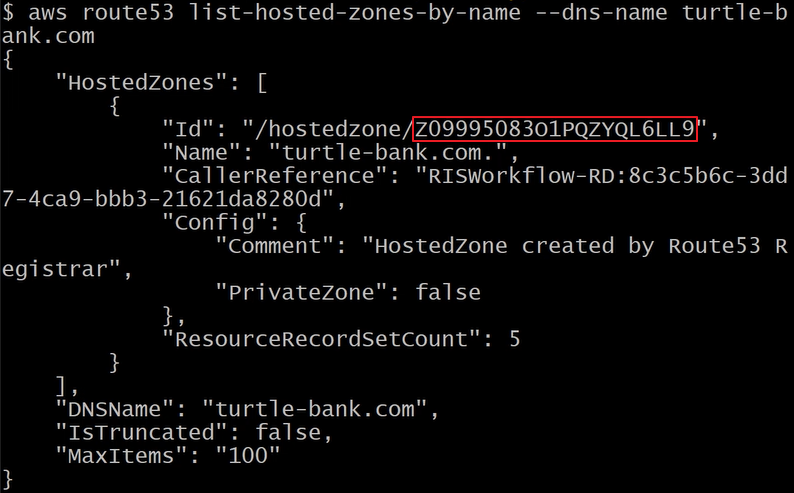 $ aws route53 list-hosted-zones-by-name --dns-name turtle-b
ank.com
{
    "HostedZones": [
        {
            "Id": "/hostedzone/Z09995083O1PQZYQL6LL9",
            "Name": "turtle-bank.com.",
            "CallerReference": "RISWorkflow-RD:8c3c5b6c-3dd
7-4ca9-bbb3-21621da8280d",
            "Config": {
                "Comment": "HostedZone created by Route53 R
egistrar",
                "PrivateZone": false
            },
            "ResourceRecordSetCount": 5
        }
    ],
    "DNSName": "turtle-bank.com",
    "IsTruncated": false,
    "MaxItems": "100"
}